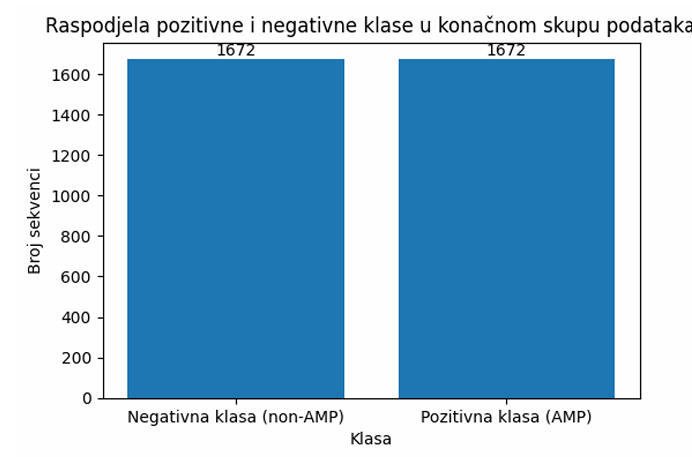 Raspodjela pozitivne i negativne klase u konačnom skupu podataka
1672 1672
1600
1400
1200
1000
800
600
400
200
0
Broj sekvenci
Negativna klasa (non-AMP) Pozitivna klasa (AMP)
Klasa